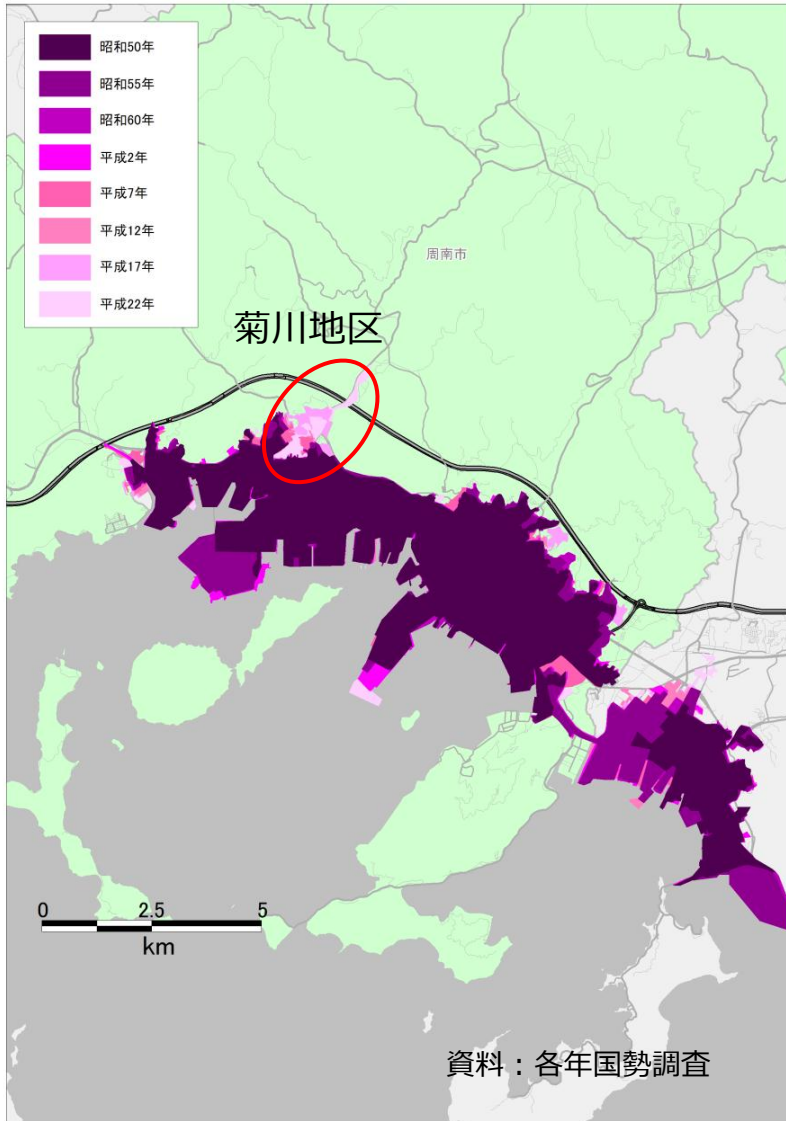 昭和50年
昭和55年
昭和60年
平成2年
平成7年
平成12年
平成17年
平成22年
周南市
菊川地区
0 2.5 5
km
資料：各年国勢調査